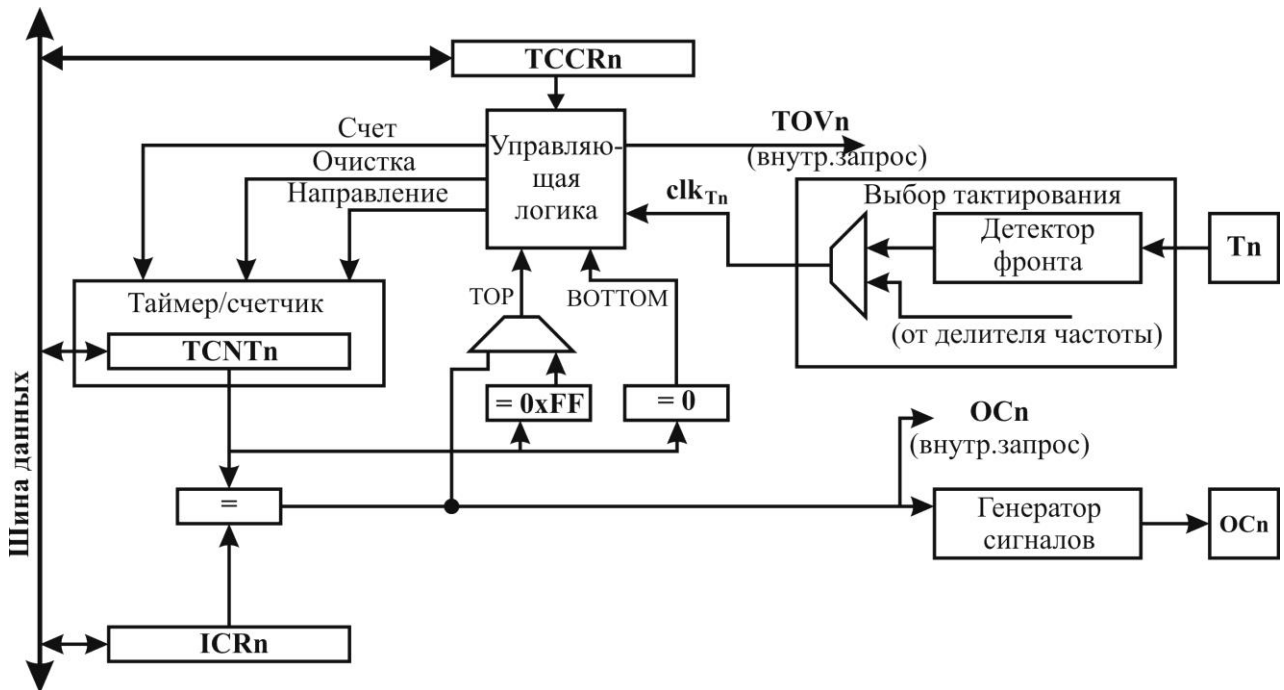 TCCRn
Счет
Очистка
Направление
Управляю-
щая
логика
TOVn
(внутр.запрос)
clkTn
Выбор тактирования
Детектор
фронта
Tn
(от делителя частоты)
Таймер/счетчик
TCNTn
TOP
BOTTOM
= 0xFF
= 0
OCn
(внутр.запрос)
=
Генератор
сигналов
OCn
ICRn
Шина данных